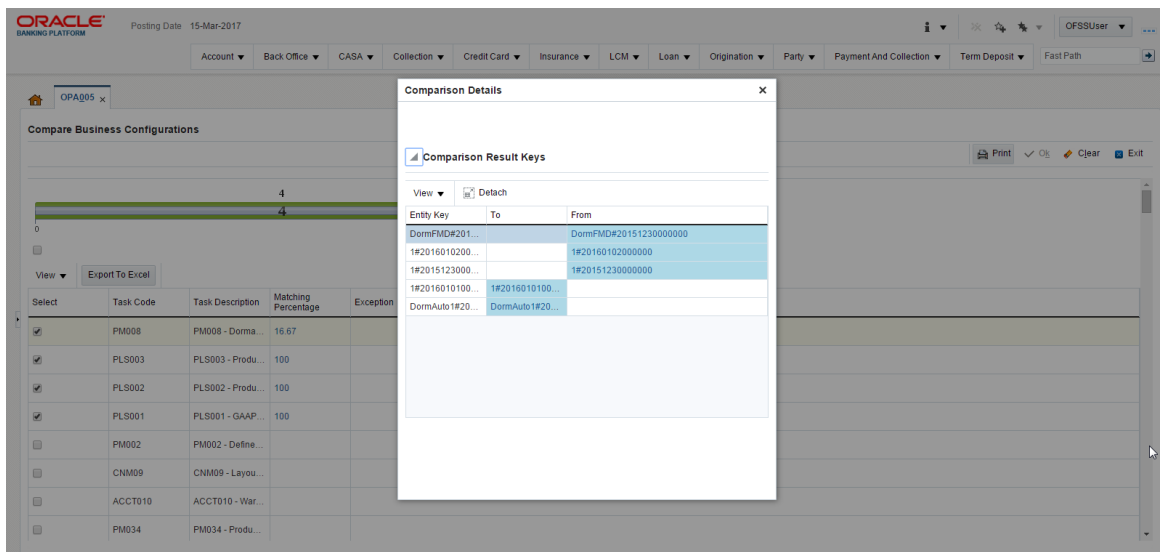 ORACLE
BANKING PLATFORM
Posting Date 15-Mar-2017
i
OFSSUser
Account Back Office CASA Collection Credit Card Insurance LCM Loan Origination Party Payment And Collection Term Deposit Fast Path
OPA005 x
Compare Business Configurations
Print Ok Clear Exit
4
4
0
View Export To Excel
Select Task Code Task Description Matching Percentage Exception
PM008 PM008 - Dorma... 16.67
PLS003 PLS003 - Produ... 100
PLS002 PLS002 - Produ... 100
PLS001 PLS001 - GAAP... 100
PM002 PM002 - Define...
CNM09 CNM09 - Layou...
ACCT010 ACCT010 - War...
PM034 PM034 - Produ...
Comparison Details x
Comparison Result Keys
View Detach
Entity Key To From
DormFMD#201... DormFMD#20151230000000
1#2016010200... 1#20160102000000
1#2015123000... 1#20151230000000
1#2016010100... 1#2016010100...
DormAuto1#20... DormAuto1#20...